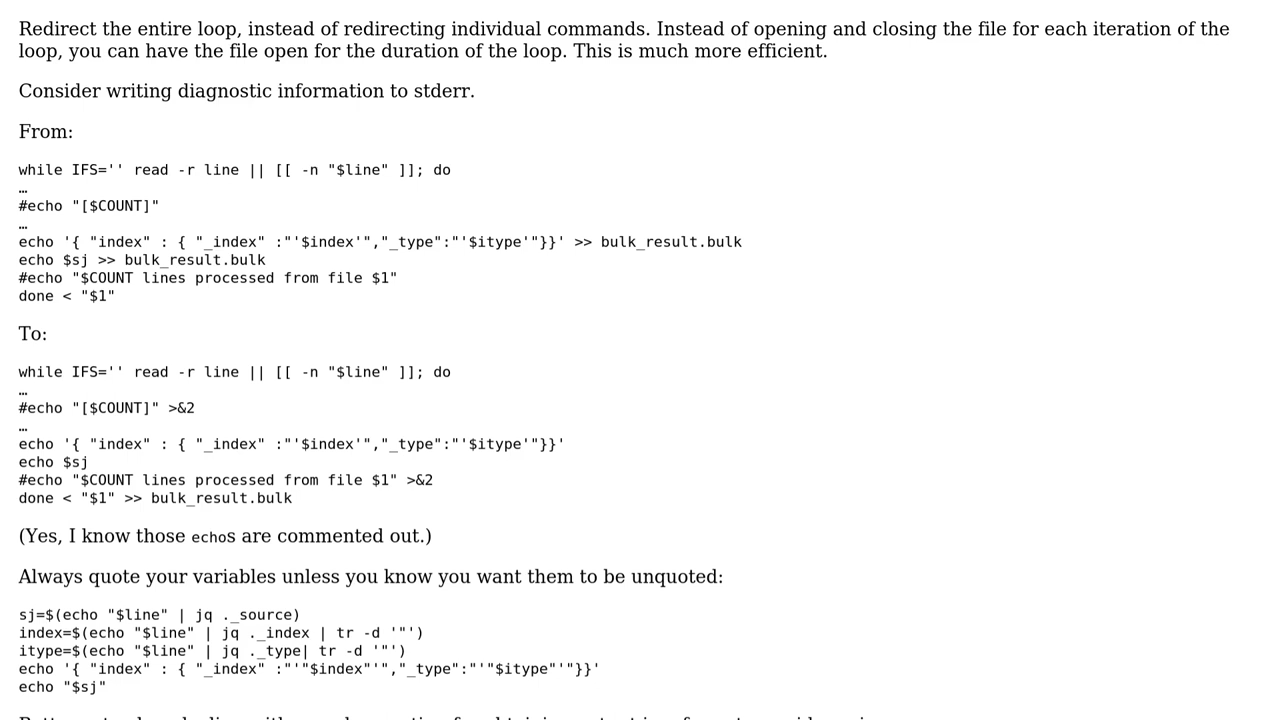 Redirect the entire loop, instead of redirecting individual commands. Instead of opening and closing the file for each iteration of the
loop, you can have the file open for the duration of the loop. This is much more efficient.
Consider writing diagnostic information to stderr.
From:
while IFS='' read -r line || [[ -n "$line" ]]; do
…
#echo "[$COUNT]"
…
echo '{ "index" : { "_index" :"'$index'","_type":"'$itype'"}}' >> bulk_result.bulk
echo $sj >> bulk_result.bulk
#echo "$COUNT lines processed from file $1"
done < "$1"
To:
while IFS='' read -r line || [[ -n "$line" ]]; do
…
#echo "[$COUNT]" >&2
…
echo '{ "index" : { "_index" :"'$index'","_type":"'$itype'"}}'
echo $sj
#echo "$COUNT lines processed from file $1" >&2
done < "$1" >> bulk_result.bulk
(Yes, I know those echos are commented out.)
Always quote your variables unless you know you want them to be unquoted:
sj=$(echo "$line" | jq ._source)
index=$(echo "$line" | jq ._index | tr -d '"')
itype=$(echo "$line" | jq ._type| tr -d '"')
echo '{ "index" : { "_index" :"'"$index"'","_type":"'"$itype"'"}}'
echo "$sj"